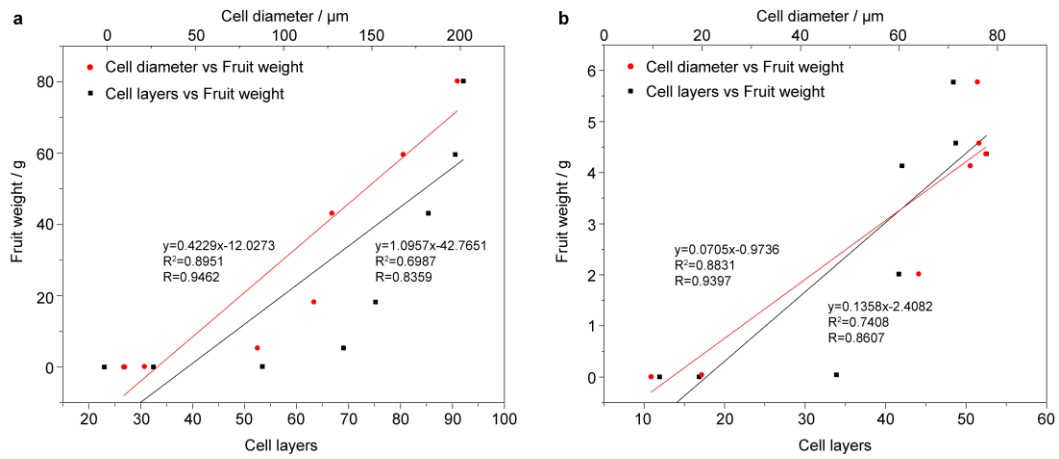 a
Cell diameter / μm
0 50 100 150 200
Cell diameter vs Fruit weight
Cell layers vs Fruit weight
80
60
40
20
0
Fruit weight / g
y=0.4229x-12.0273
R²=0.8951
R=0.9462
y=1.0957x-42.7651
R²=0.6987
R=0.8359
20 30 40 50 60 70 80 90 100
Cell layers
b
Cell diameter / μm
0 20 40 60 80
Cell diameter vs Fruit weight
Cell layers vs Fruit weight
6
5
4
3
2
1
0
Fruit weight / g
y=0.0705x-0.9736
R²=0.8831
R=0.9397
y=0.1358x-2.4082
R²=0.7408
R=0.8607
10 20 30 40 50 60
Cell layers